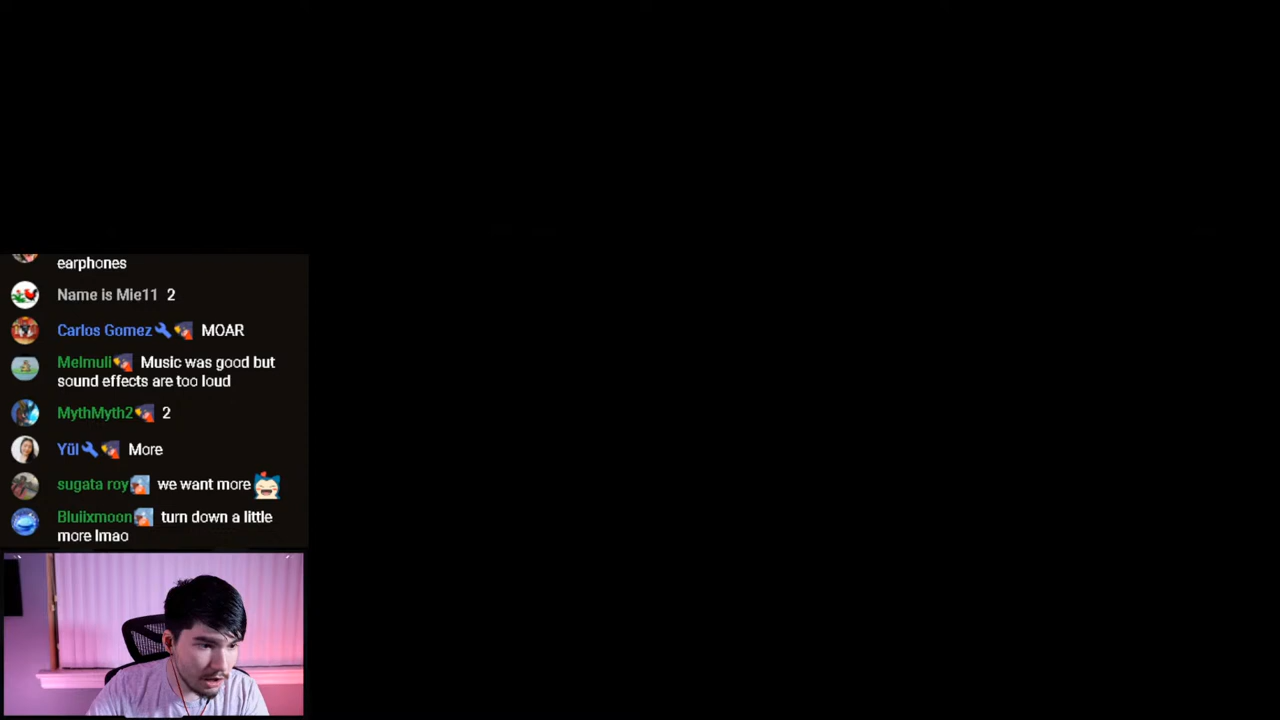 earphones
Name is Mie11 2
Carlos Gomez MOAR
Melmuli Music was good but
sound effects are too loud
MythMyth2 2
Yül More
sugata roy we want more
Bluiixmoon turn down a little
more lmao